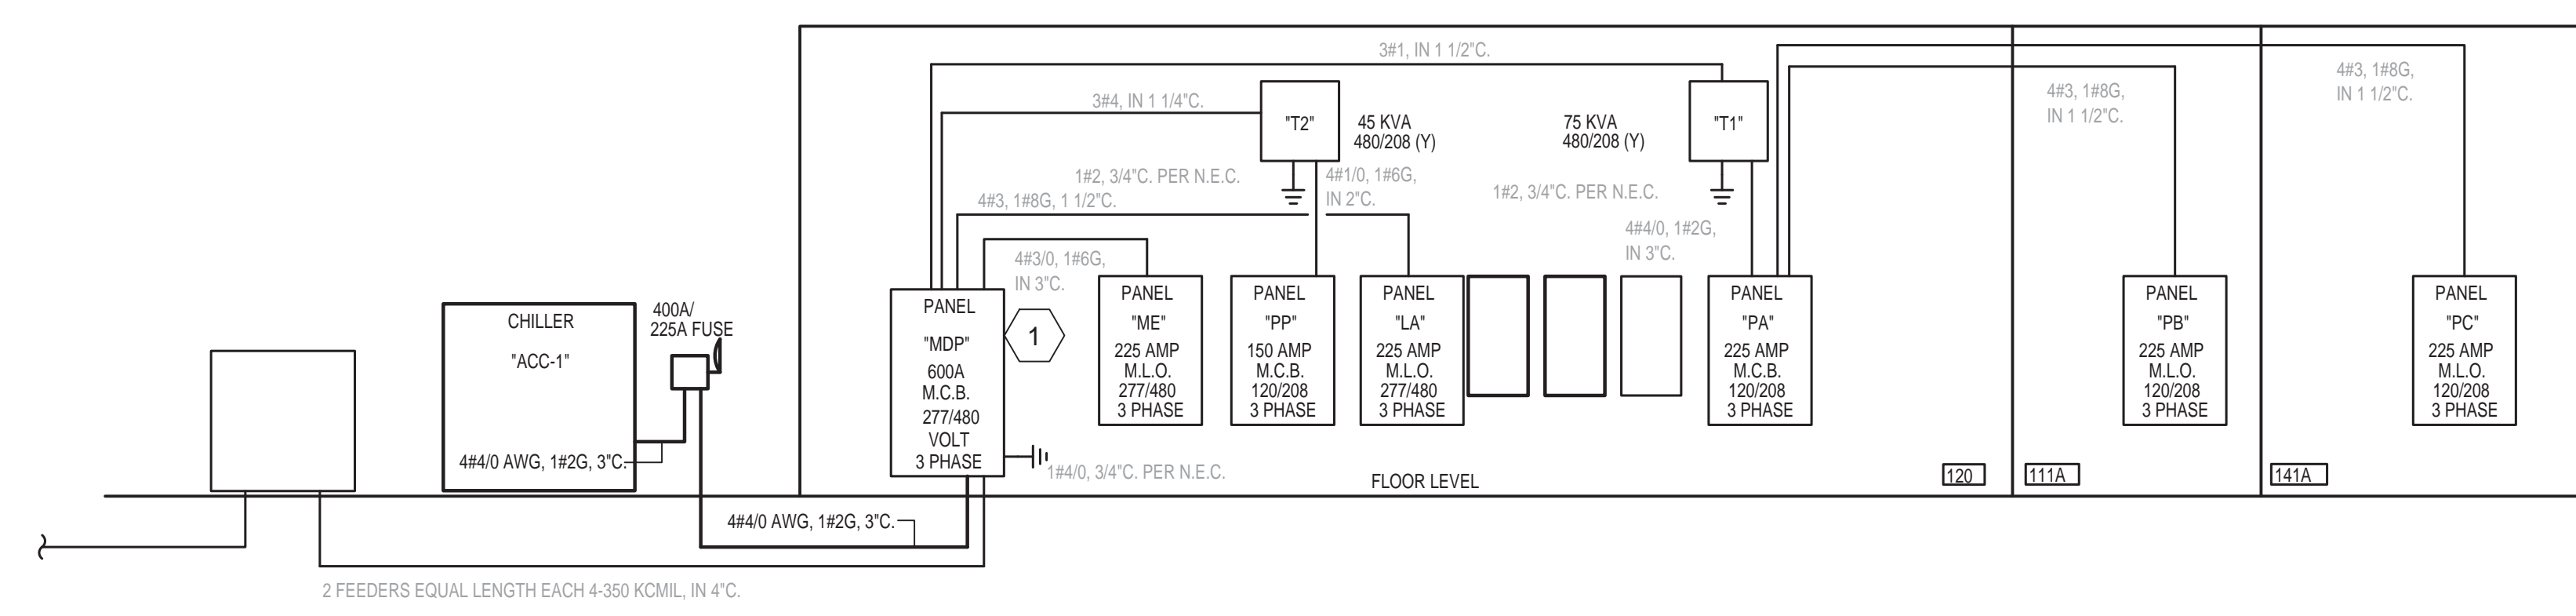 3#1, IN 1 1/2"C.
3#4, IN 1 1/4"C.
"T2"
45 KVA
480/208 (Y)
75 KVA
480/208 (Y)
"T1"
4#3, 1#8G,
IN 1 1/2"C.
4#3, 1#8G,
IN 1 1/2"C.
1#2, 3/4"C. PER N.E.C.
4#3, 1#8G, 1 1/2"C.
4#1/0, 1#6G,
IN 2"C.
1#2, 3/4"C. PER N.E.C.
4#4/0, 1#2G,
IN 3"C.
4#3/0, 1#6G,
IN 3"C.
CHILLER
"ACC-1"
4#4/0 AWG, 1#2G, 3"C.
400A/
225A FUSE
PANEL
"MDP"
600A
M.C.B.
277/480
VOLT
3 PHASE
1
PANEL
"ME"
225 AMP
M.L.O.
277/480
3 PHASE
PANEL
"PP"
150 AMP
M.C.B.
120/208
3 PHASE
PANEL
"LA"
225 AMP
M.L.O.
277/480
3 PHASE
PANEL
"PA"
225 AMP
M.C.B.
120/208
3 PHASE
PANEL
"PB"
225 AMP
M.L.O.
120/208
3 PHASE
PANEL
"PC"
225 AMP
M.L.O.
120/208
3 PHASE
1#4/0, 3/4"C. PER N.E.C.
FLOOR LEVEL
120
111A
141A
4#4/0 AWG, 1#2G, 3"C.
2 FEEDERS EQUAL LENGTH EACH 4-350 KCMIL, IN 4"C.